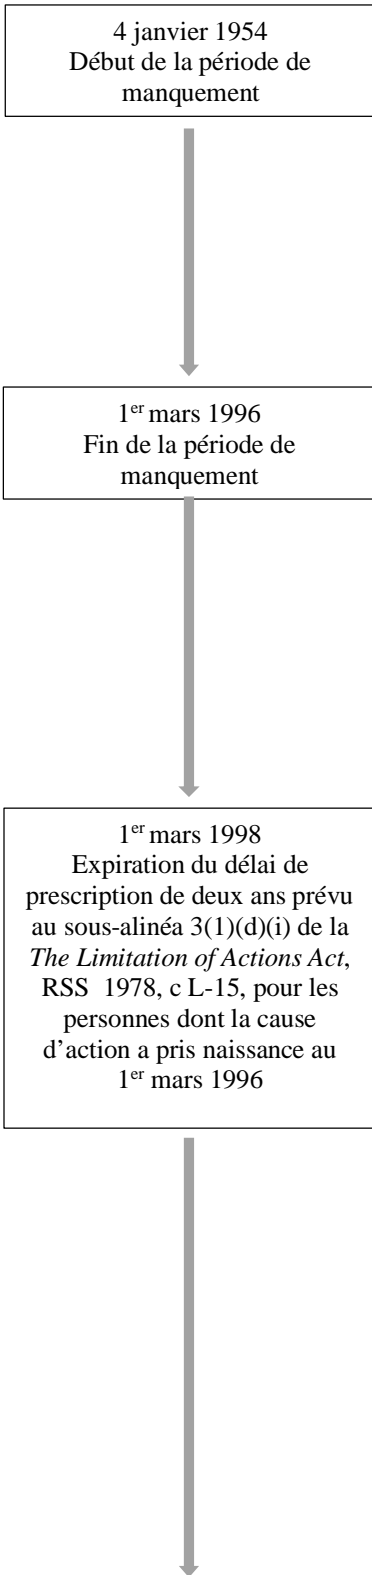 4 janvier 1954
Début de la période de
manquement
1er mars 1996
Fin de la période de
manquement
1er mars 1998
Expiration du délai de
prescription de deux ans prévu
au sous-alinéa 3(1)(d)(i) de la
The Limitation of Actions Act,
RSS 1978, c L-15, pour les
personnes dont la cause
d’action a pris naissance au
1er mars 1996